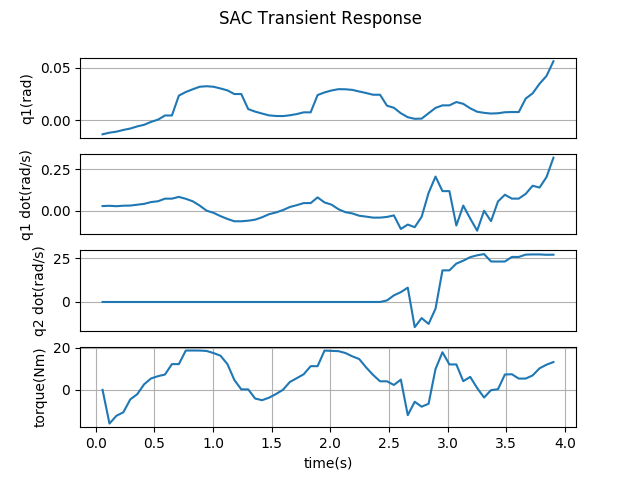 SAC Transient Response
q1(rad)
0.05
0.00
q1 dot(rad/s)
0.25
0.00
q2 dot(rad/s)
25
0
torque(Nm)
20
0
0.0 0.5 1.0 1.5 2.0 2.5 3.0 3.5 4.0
time(s)